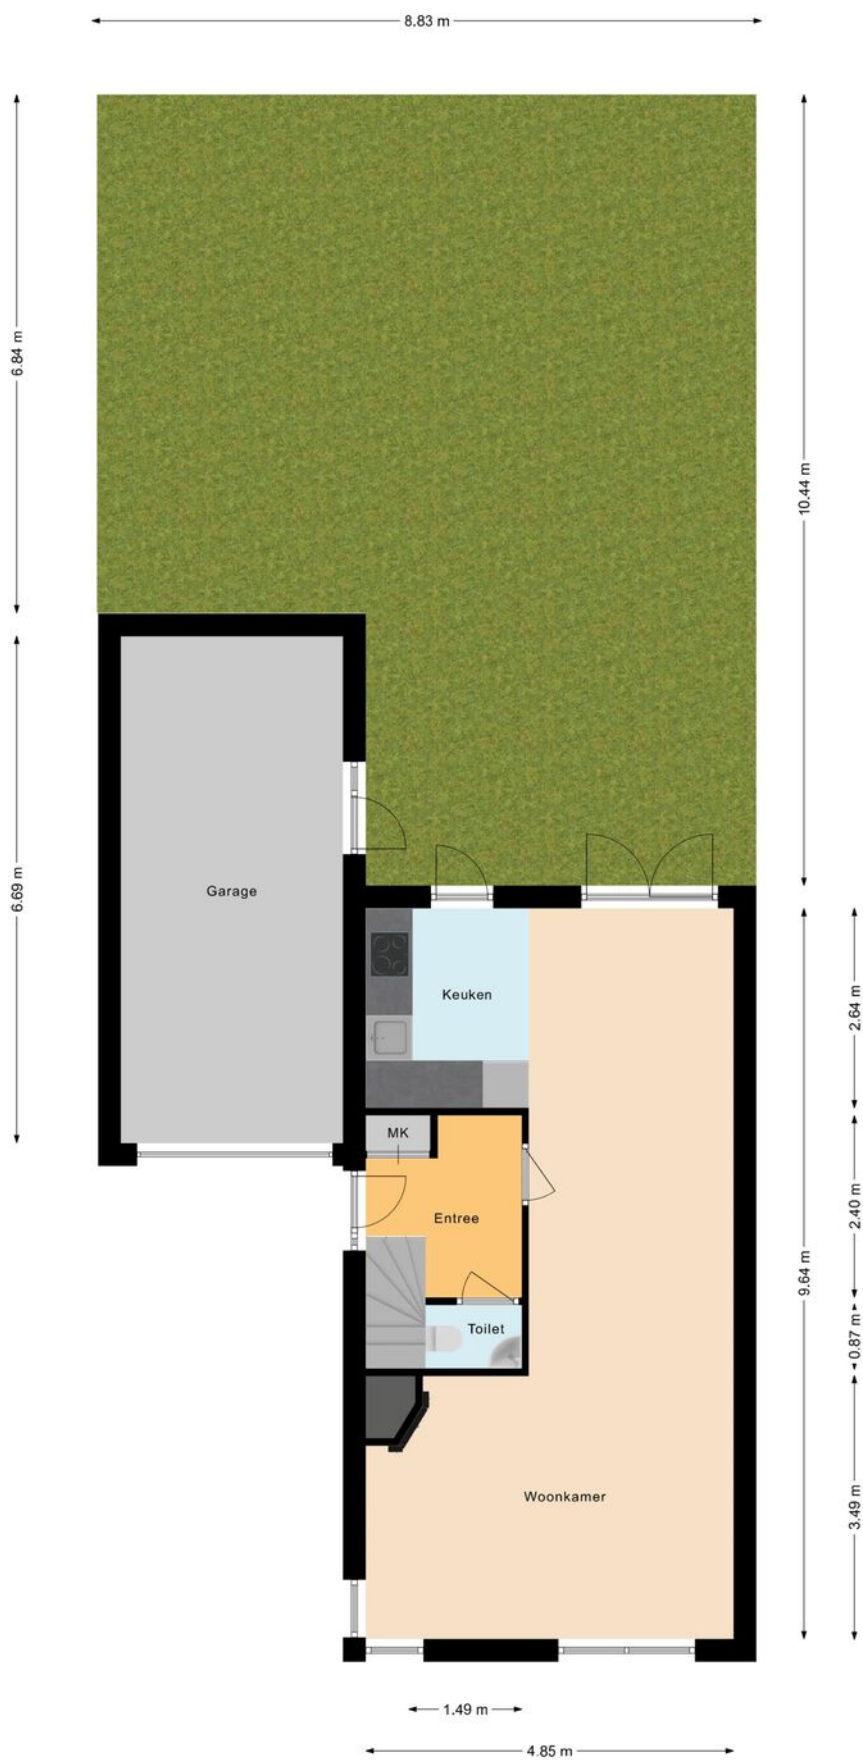 8.83 m
6.84 m
10.44 m
6.69 m
Garage
Keuken
2.64 m
MK
Entree
2.40 m
9.64 m
Toilet
0.87 m
Woonkamer
3.49 m
1.49 m
4.85 m